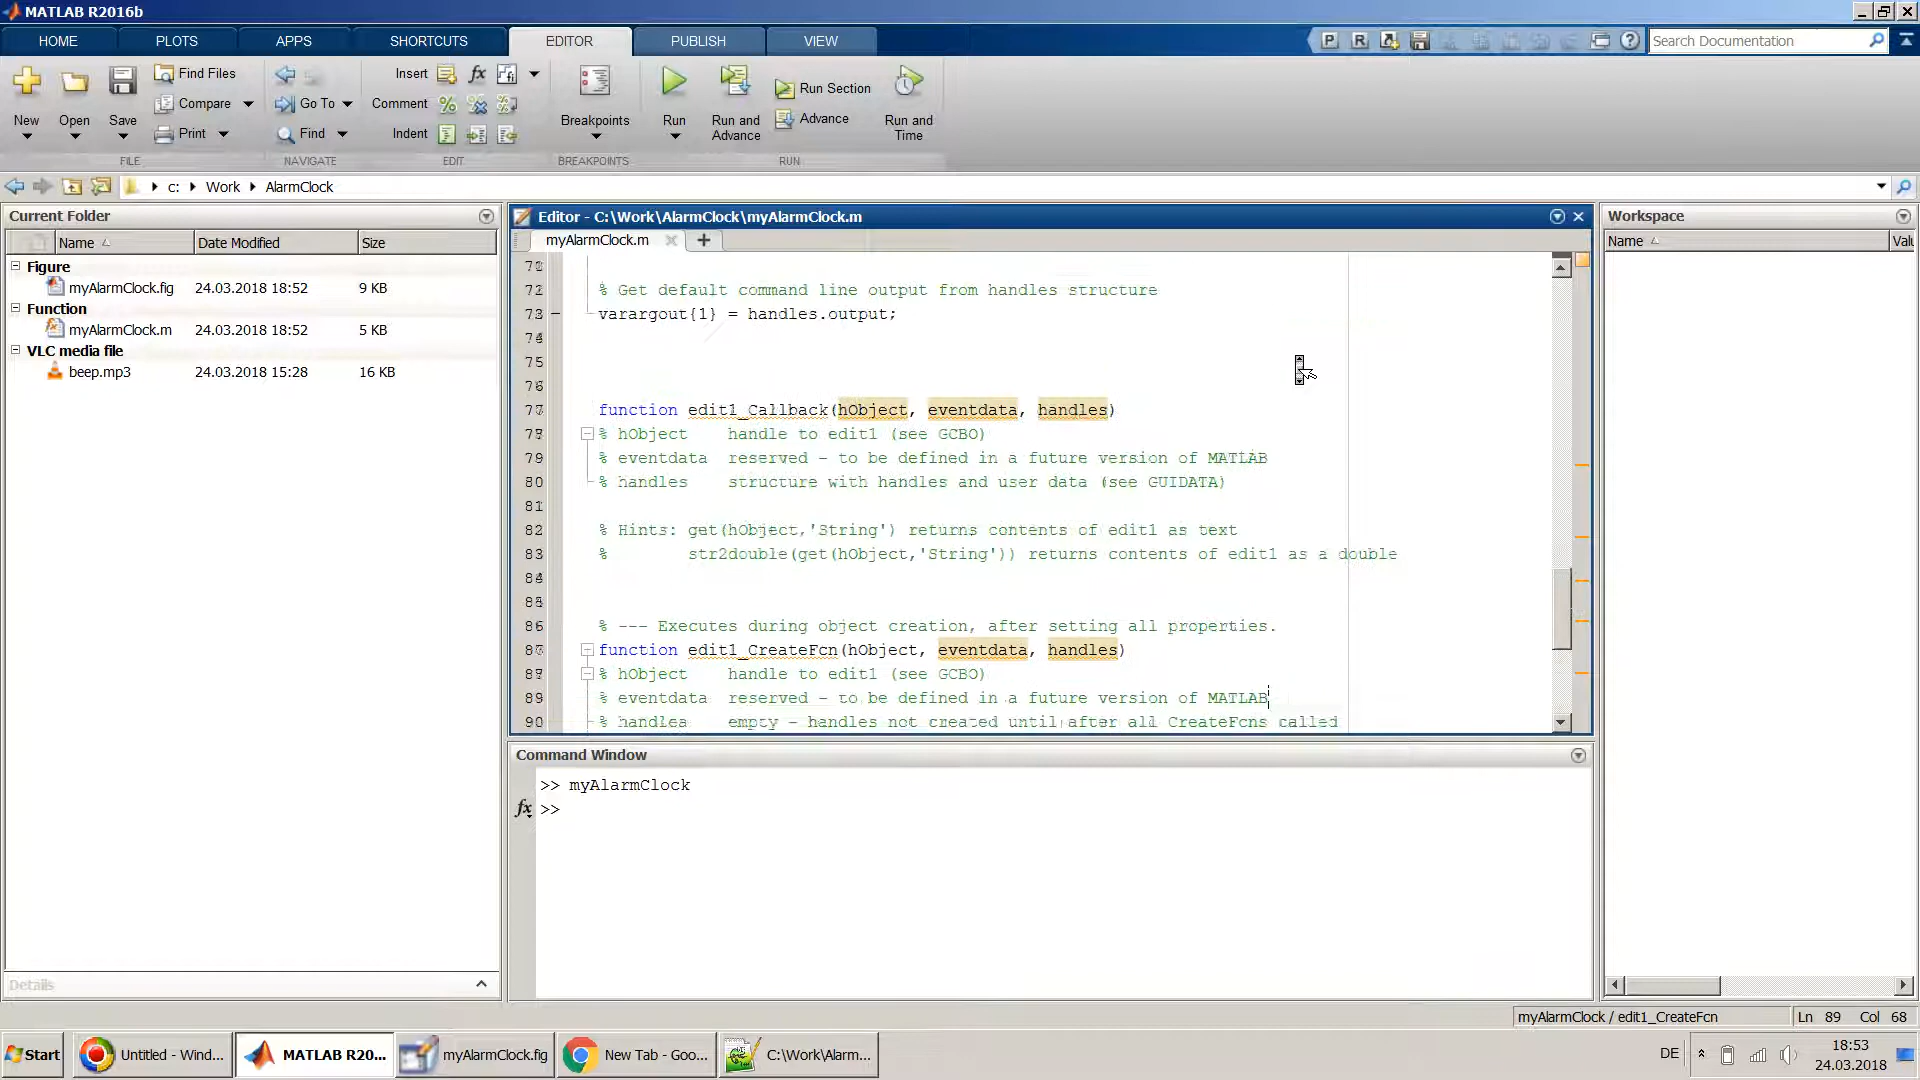 MATLAB R2016b
HOME PLOTS APPS SHORTCUTS EDITOR PUBLISH VIEW
Search Documentation
New Open Save
Find Files
Compare
Print
Go To
Find
Insert
Comment
Indent
fx
Breakpoints
Run
Run and Advance
Run Section
Advance
Run and Time
FILE NAVIGATE EDIT BREAKPOINTS RUN
c: Work AlarmClock
Current Folder
Name Date Modified Size
Figure
myAlarmClock.fig 24.03.2018 18:52 9 KB
Function
myAlarmClock.m 24.03.2018 18:52 5 KB
VLC media file
beep.mp3 24.03.2018 15:28 16 KB
Details
Editor - C:\Work\AlarmClock\myAlarmClock.m
myAlarmClock.m
72 % Get default command line output from handles structure
73 varargout{1} = handles.output;
74
75
76
77 function edit1_Callback(hObject, eventdata, handles)
78 % hObject    handle to edit1 (see GCBO)
79 % eventdata  reserved - to be defined in a future version of MATLAB
80 % handles    structure with handles and user data (see GUIDATA)
81
82 % Hints: get(hObject,'String') returns contents of edit1 as text
83 %        str2double(get(hObject,'String')) returns contents of edit1 as a double
84
85
86 % --- Executes during object creation, after setting all properties.
87 function edit1_CreateFcn(hObject, eventdata, handles)
% hObject    handle to edit1 (see GCBO)
89 % eventdata  reserved - to be defined in a future version of MATLAB
90 % handles    empty - handles not created until after all CreateFcns called
Command Window
>> myAlarmClock
fx >>
Workspace
Name
myAlarmClock / edit1_CreateFcn Ln 89 Col 68
Start
Untitled - Wind...
MATLAB R20...
myAlarmClock.fig
New Tab - Goo...
C:\Work\Alarm...
DE
18:53
24.03.2018